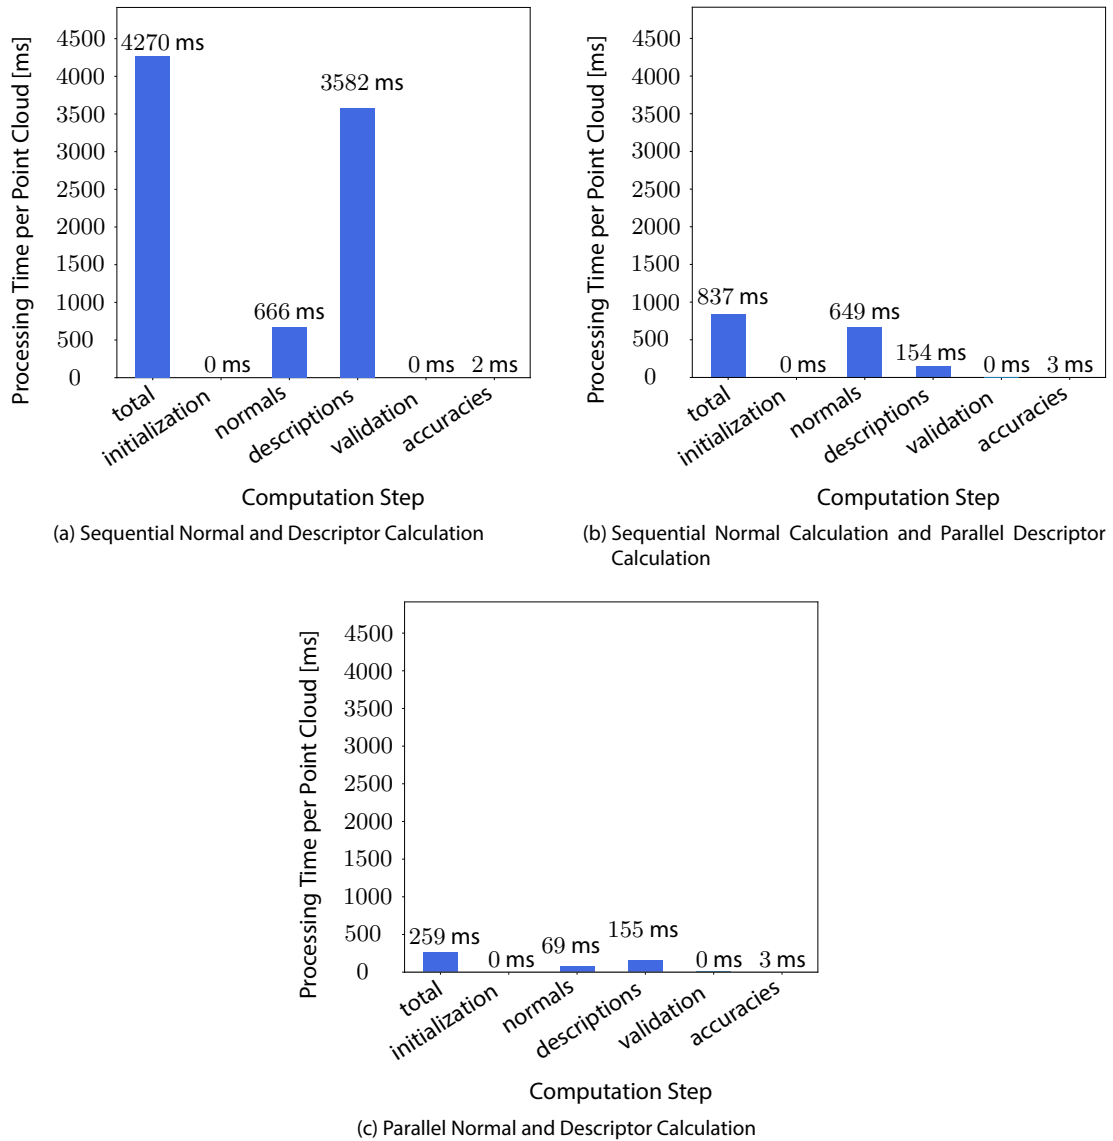 Processing Time per Point Cloud [ms]
4500
4000
3500
3000
2500
2000
1500
1000
500
0
4270 ms
0 ms
666 ms
3582 ms
0 ms
2 ms
total
initialization
normals
descriptions
validation
accuracies
Computation Step
(a) Sequential Normal and Descriptor Calculation
Processing Time per Point Cloud [ms]
4500
4000
3500
3000
2500
2000
1500
1000
500
0
837 ms
0 ms
649 ms
154 ms
0 ms
3 ms
total
initialization
normals
descriptions
validation
accuracies
Computation Step
(b) Sequential Normal Calculation and Parallel Descriptor
Calculation
Processing Time per Point Cloud [ms]
4500
4000
3500
3000
2500
2000
1500
1000
500
0
259 ms
0 ms
69 ms
155 ms
0 ms
3 ms
total
initialization
normals
descriptions
validation
accuracies
Computation Step
(c) Parallel Normal and Descriptor Calculation